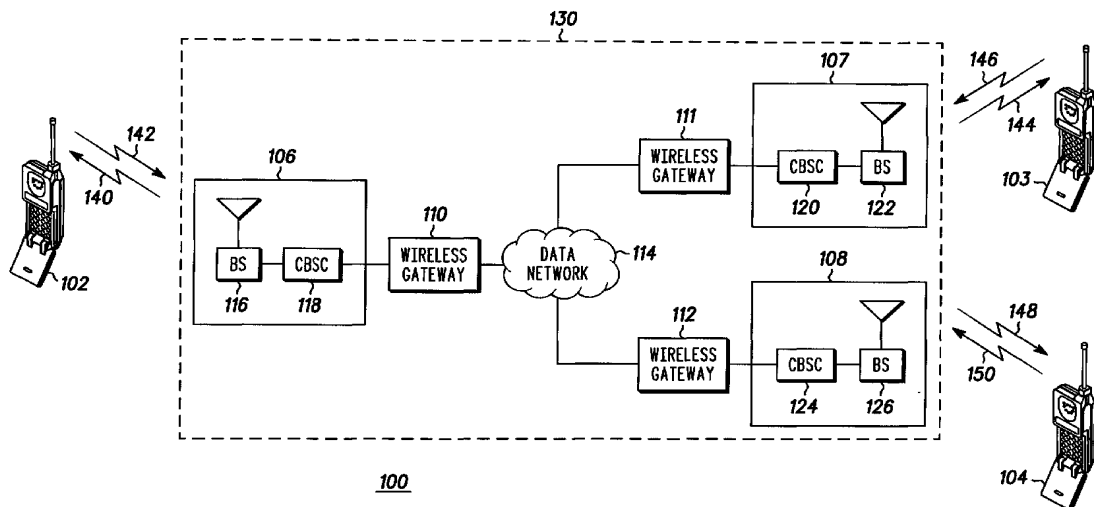 130
107
146
144
111
142
WIRELESS
GATEWAY
140
106
CBSC
BS
103
120
122
110
102
WIRELESS
GATEWAY
DATA
NETWORK
114
BS
CBSC
116
118
108
112
148
WIRELESS
GATEWAY
150
CBSC
BS
124
126
100
104